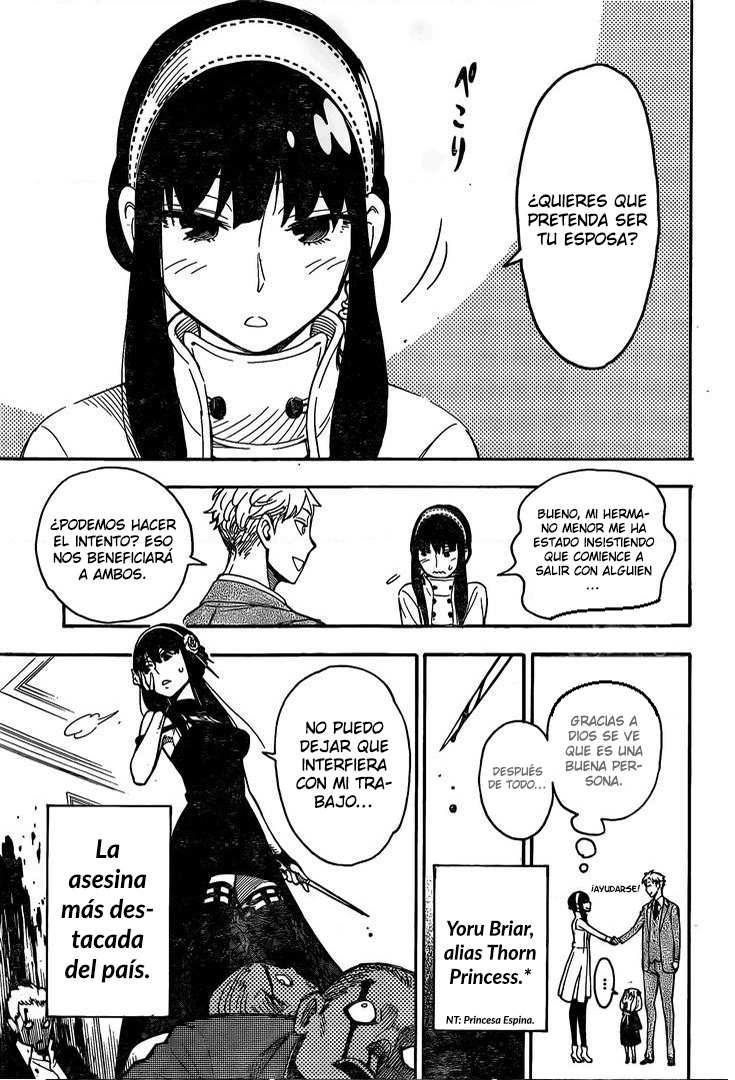 ¿QUIERES QUE
PRETENDA SER
TU ESPOSA?
ぺこり
BUENO, MI HERMA-
NO MENOR ME HA
ESTADO INSISTIENDO
QUE COMIENCE A
SALIR CON ALGUIEN
...
¿PODEMOS HACER
EL INTENTO? ESO
NOS BENEFICIARÁ
A AMBOS.
GRACIAS A
DIOS SE VE
QUE ES UNA
BUENA PER-
SONA.
¡AYUDARSE!
...
DESPUÉS
DE TODO...
Yoru Briar,
alias Thorn
Princess.*
NT: Princesa Espina.
NO PUEDO
DEJAR QUE
INTERFIERA
CON MI TRA-
BAJO...
La
asesina
más des-
tacada
del país.